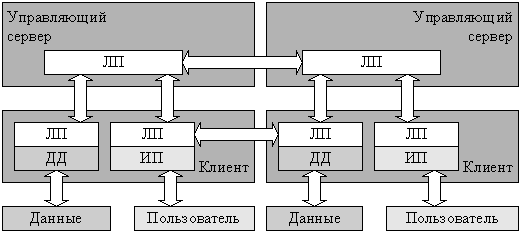 Управляющий
сервер
Управляющий
сервер
ЛП
ЛП
ЛП
ЛП
ЛП
ЛП
ДД
ИП
Клиент
ДД
ИП
Клиент
Данные
Пользователь
Данные
Пользователь